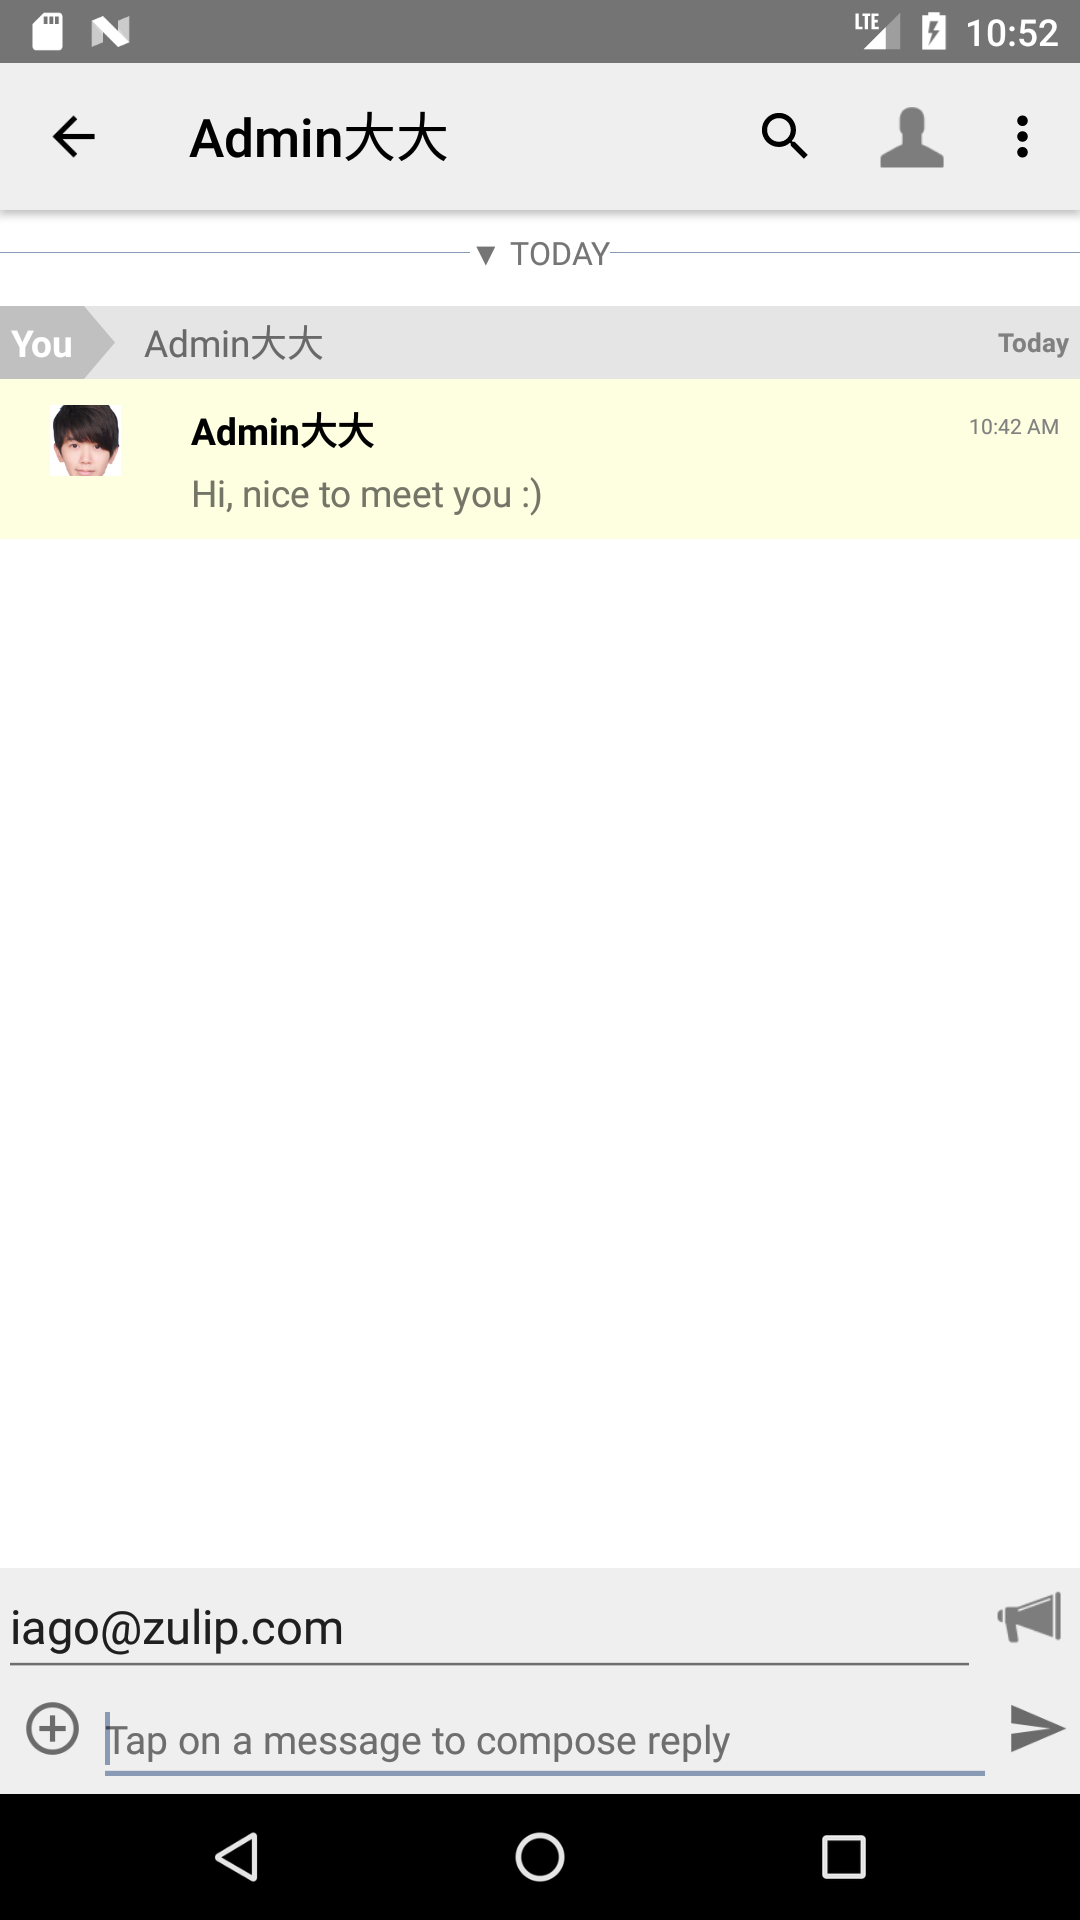 LTE 10:52
Admin大大
▼ TODAY
You Admin大大 Today
Admin大大 10:42 AM
Hi, nice to meet you :)
iago@zulip.com
Tap on a message to compose reply